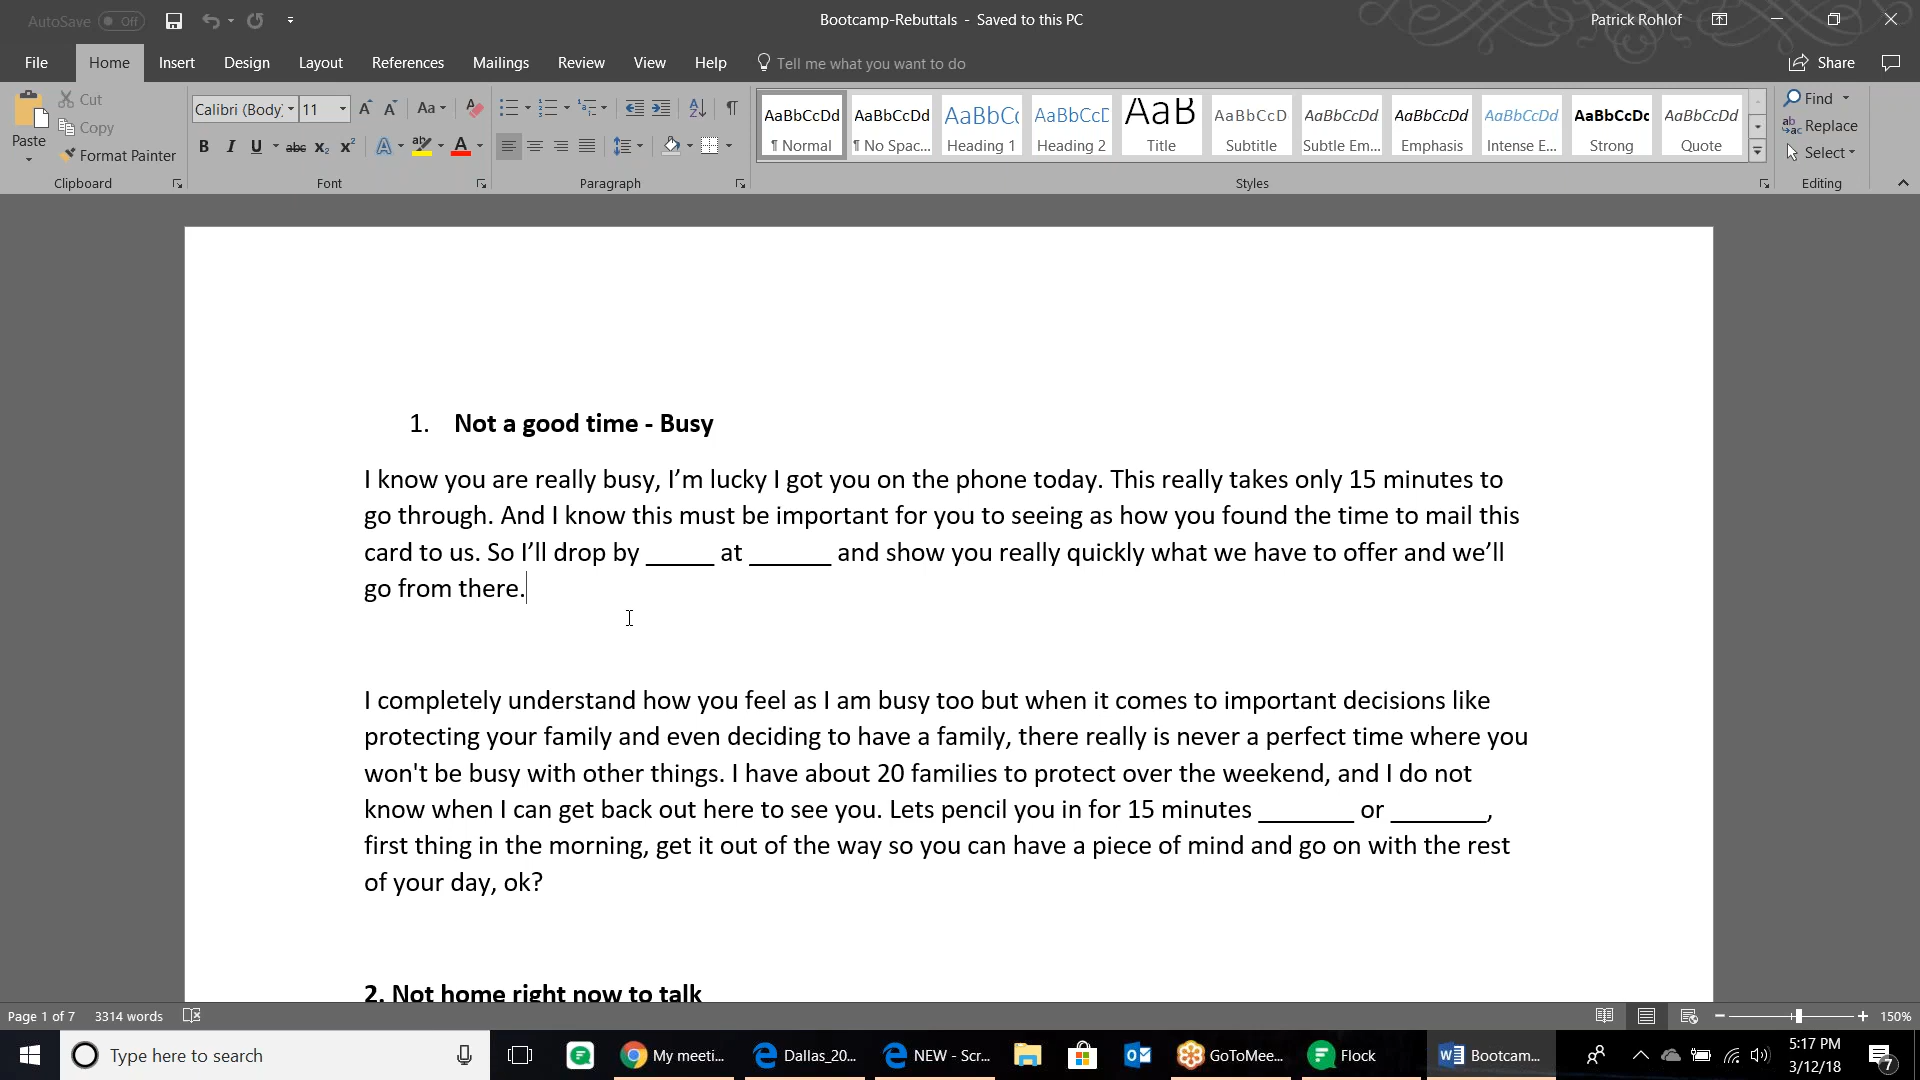 AutoSave Off
Bootcamp-Rebuttals - Saved to this PC
Patrick Rohlof
File Home Insert Design Layout References Mailings Review View Help Tell me what you want to do
Share
Paste
Cut
Copy
Format Painter
Clipboard
Calibri (Body) 11
Font
Paragraph
AaBbCcDd AaBbCcDd AaBbC AaBbCcE AaB AaBbCcD AaBbCcDd AaBbCcDd AaBbCcDd AaBbCcDc AaBbCcDd
¶ Normal ¶ No Spac... Heading 1 Heading 2 Title Subtitle Subtle Em... Emphasis Intense E... Strong Quote
Styles
Find
Replace
Select
Editing
1. Not a good time - Busy
I know you are really busy, I’m lucky I got you on the phone today. This really takes only 15 minutes to
go through. And I know this must be important for you to seeing as how you found the time to mail this
card to us. So I’ll drop by _____ at ______ and show you really quickly what we have to offer and we’ll
go from there.
I completely understand how you feel as I am busy too but when it comes to important decisions like
protecting your family and even deciding to have a family, there really is never a perfect time where you
won't be busy with other things. I have about 20 families to protect over the weekend, and I do not
know when I can get back out here to see you. Lets pencil you in for 15 minutes _______ or _______,
first thing in the morning, get it out of the way so you can have a piece of mind and go on with the rest
of your day, ok?
2. Not home right now to talk
Page 1 of 7 3314 words
150%
Type here to search
My meeti... Dallas_20... NEW - Scr... GoToMee... Flock Bootcam...
5:17 PM
3/12/18
7